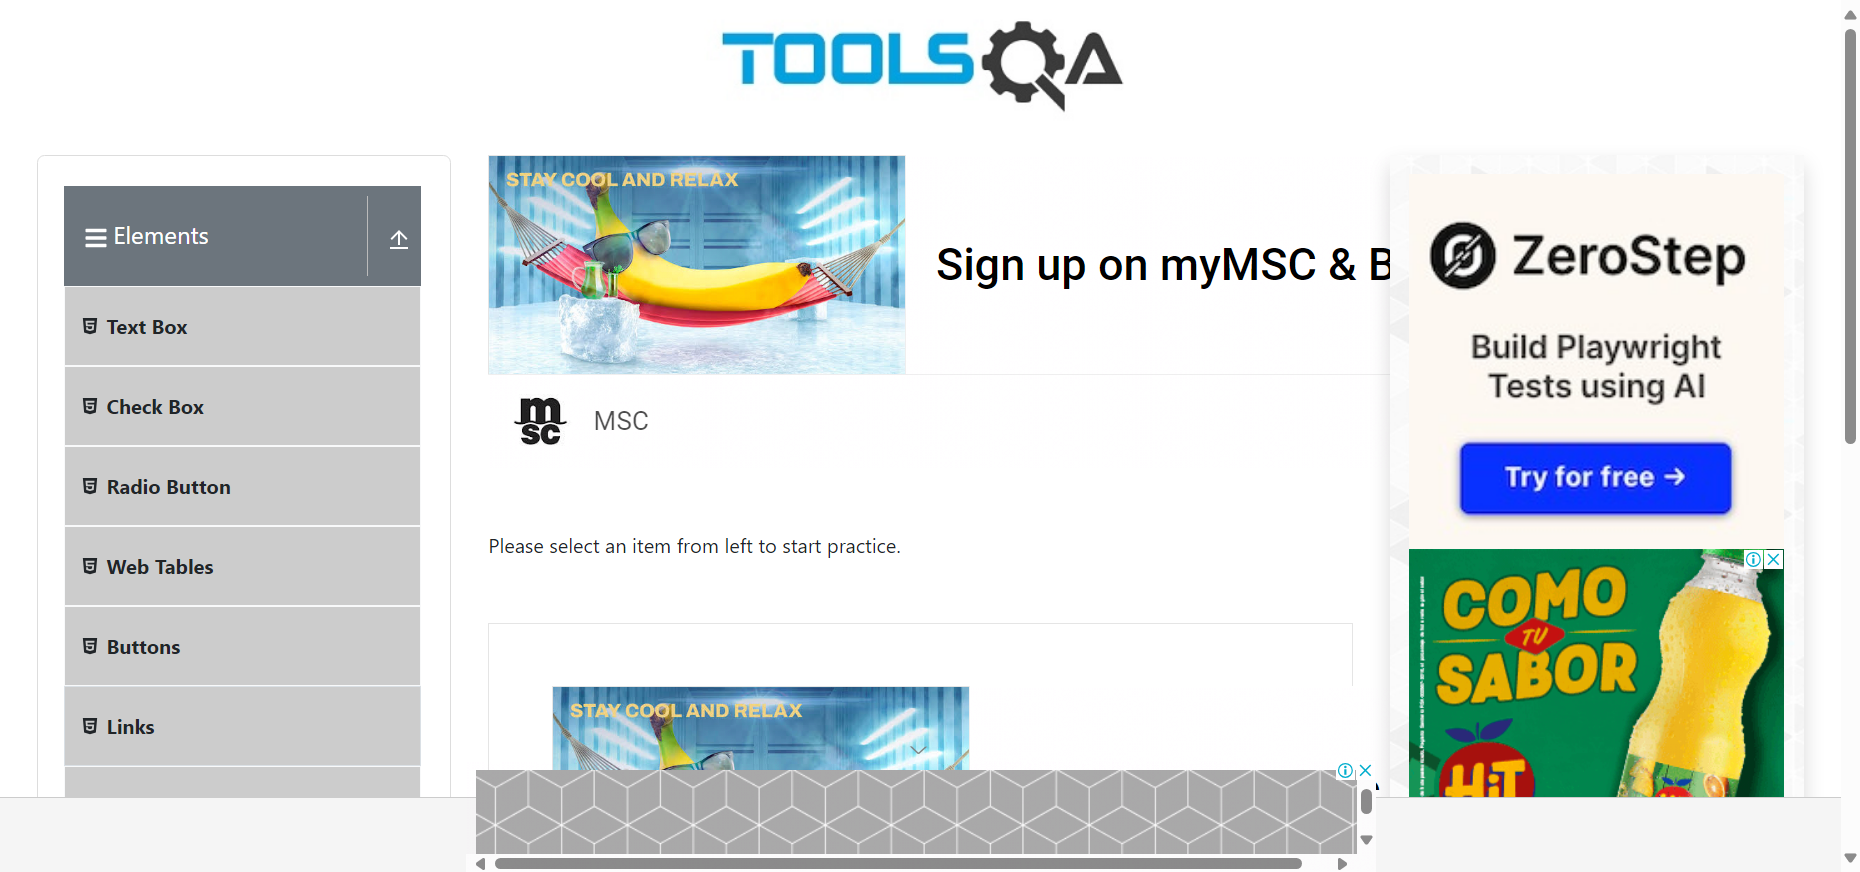 TOOLSQA
Elements
Text Box
Check Box
Radio Button
Web Tables
Buttons
Links
STAY COOL AND RELAX
Sign up on myMSC & B
msc
MSC
Please select an item from left to start practice.
STAY COOL AND RELAX
ZeroStep
Build Playwright
Tests using AI
Try for free →
COMO
TU
SABOR
HiT